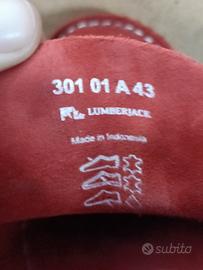 301 01 A 43
LUMBERJACK
Made in Indonesia
subito